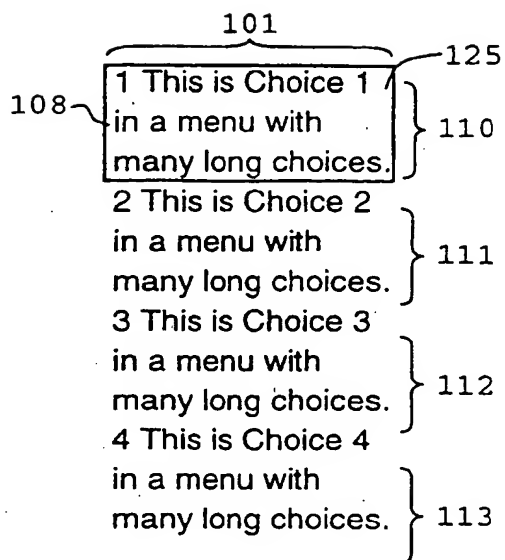 101
125
1 This is Choice 1
108
in a menu with
110
many long choices.
2 This is Choice 2
in a menu with
111
many long choices.
3 This is Choice 3
in a menu with
112
many long choices.
4 This is Choice 4
in a menu with
many long choices.
113